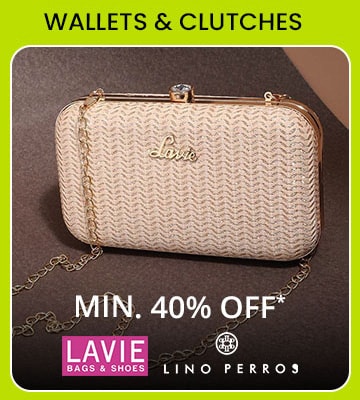 WALLETS & CLUTCHES
Lavie
MIN. 40% OFF*
LAVIE
BAGS & SHOES
LINO PERROS